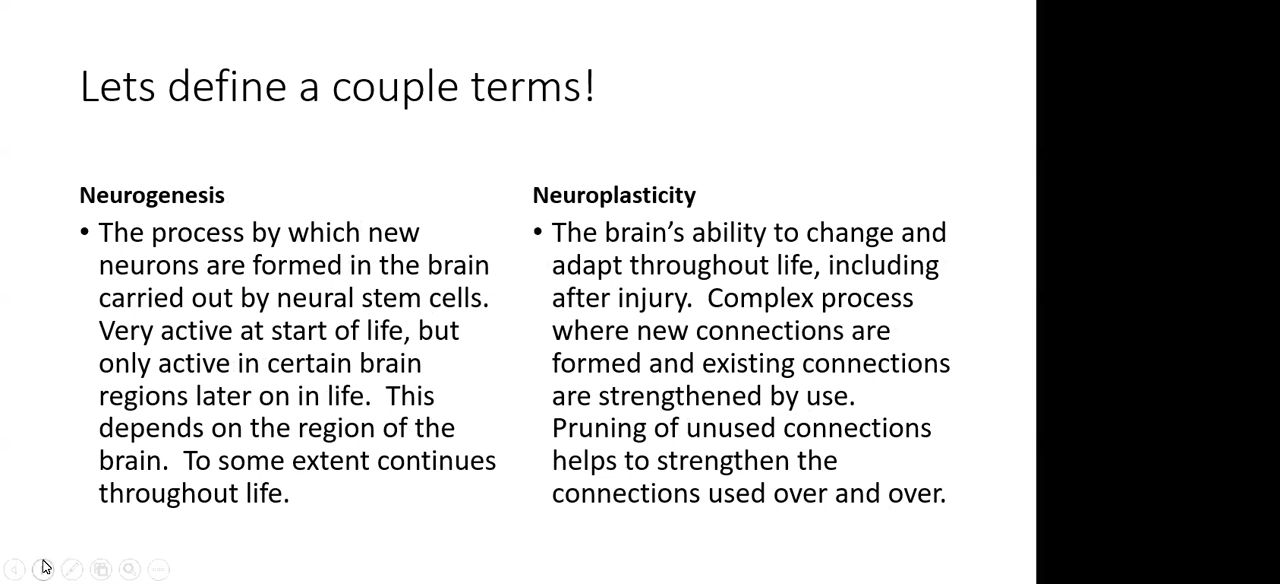 Lets define a couple terms!
Neurogenesis
• The process by which new
neurons are formed in the brain
carried out by neural stem cells.
Very active at start of life, but
only active in certain brain
regions later on in life.  This
depends on the region of the
brain.  To some extent continues
throughout life.
Neuroplasticity
• The brain’s ability to change and
adapt throughout life, including
after injury.  Complex process
where new connections are
formed and existing connections
are strengthened by use.
Pruning of unused connections
helps to strengthen the
connections used over and over.